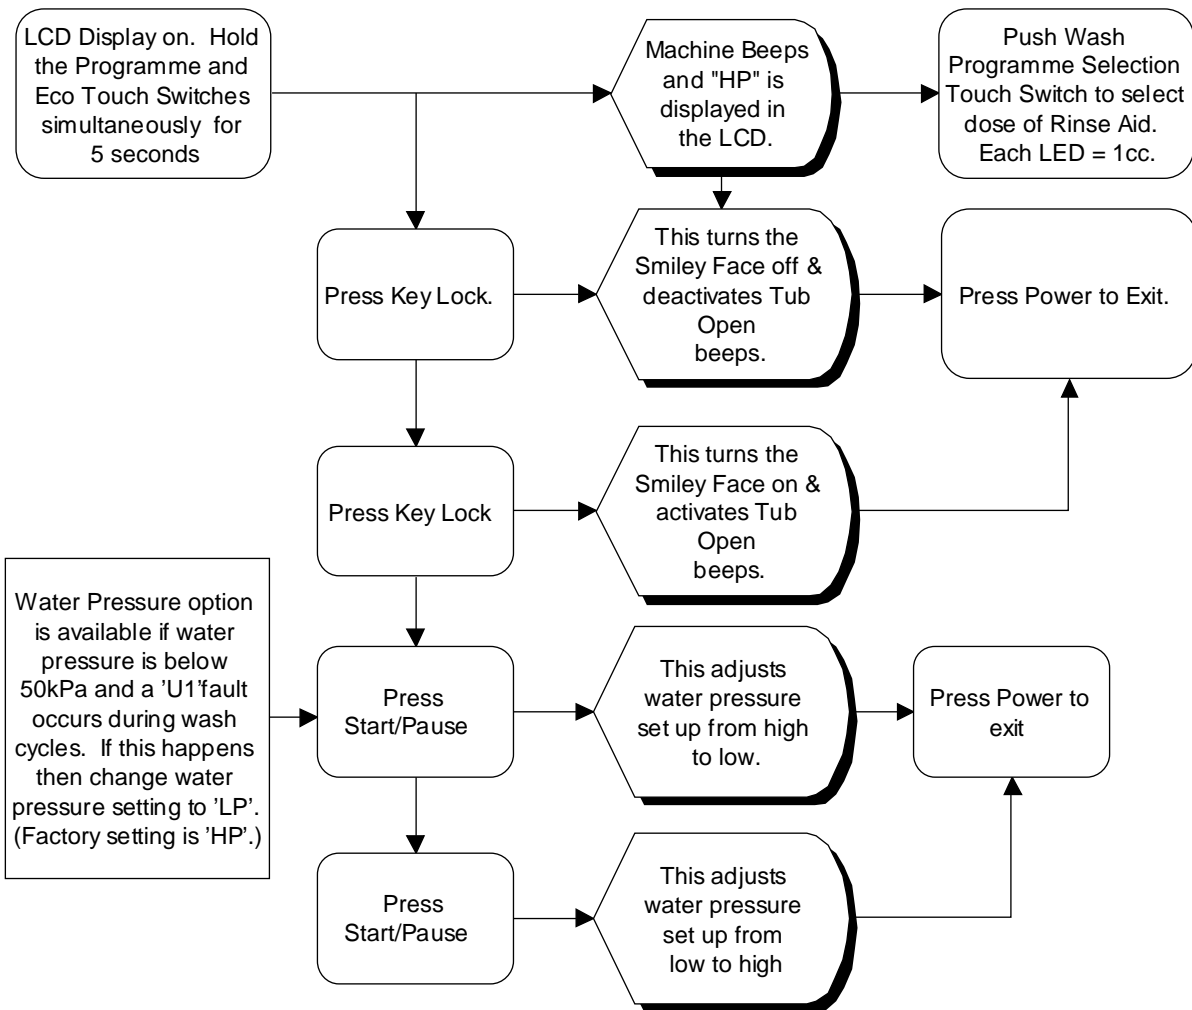 LCD Display on.  Hold
the Programme and
Eco Touch Switches
simultaneously  for
5 seconds
Machine Beeps
and "HP" is
displayed in
the LCD.
Push Wash
Programme Selection
Touch Switch to select
dose of Rinse Aid.
Each LED = 1cc.
Press Key Lock.
This turns the
Smiley Face off &
deactivates Tub
Open
beeps.
Press Power to Exit.
Press Key Lock
This turns the
Smiley Face on &
activates Tub
Open
beeps.
Water Pressure option
is available if water
pressure is below
50kPa and a ’U1’fault
occurs during wash
cycles.  If this happens
then change water
pressure setting to ’LP’.
(Factory setting is ’HP’.)
Press
Start/Pause
This adjusts
water pressure
set up from high
to low.
Press Power to
exit
Press
Start/Pause
This adjusts
water pressure
set up from
low to high